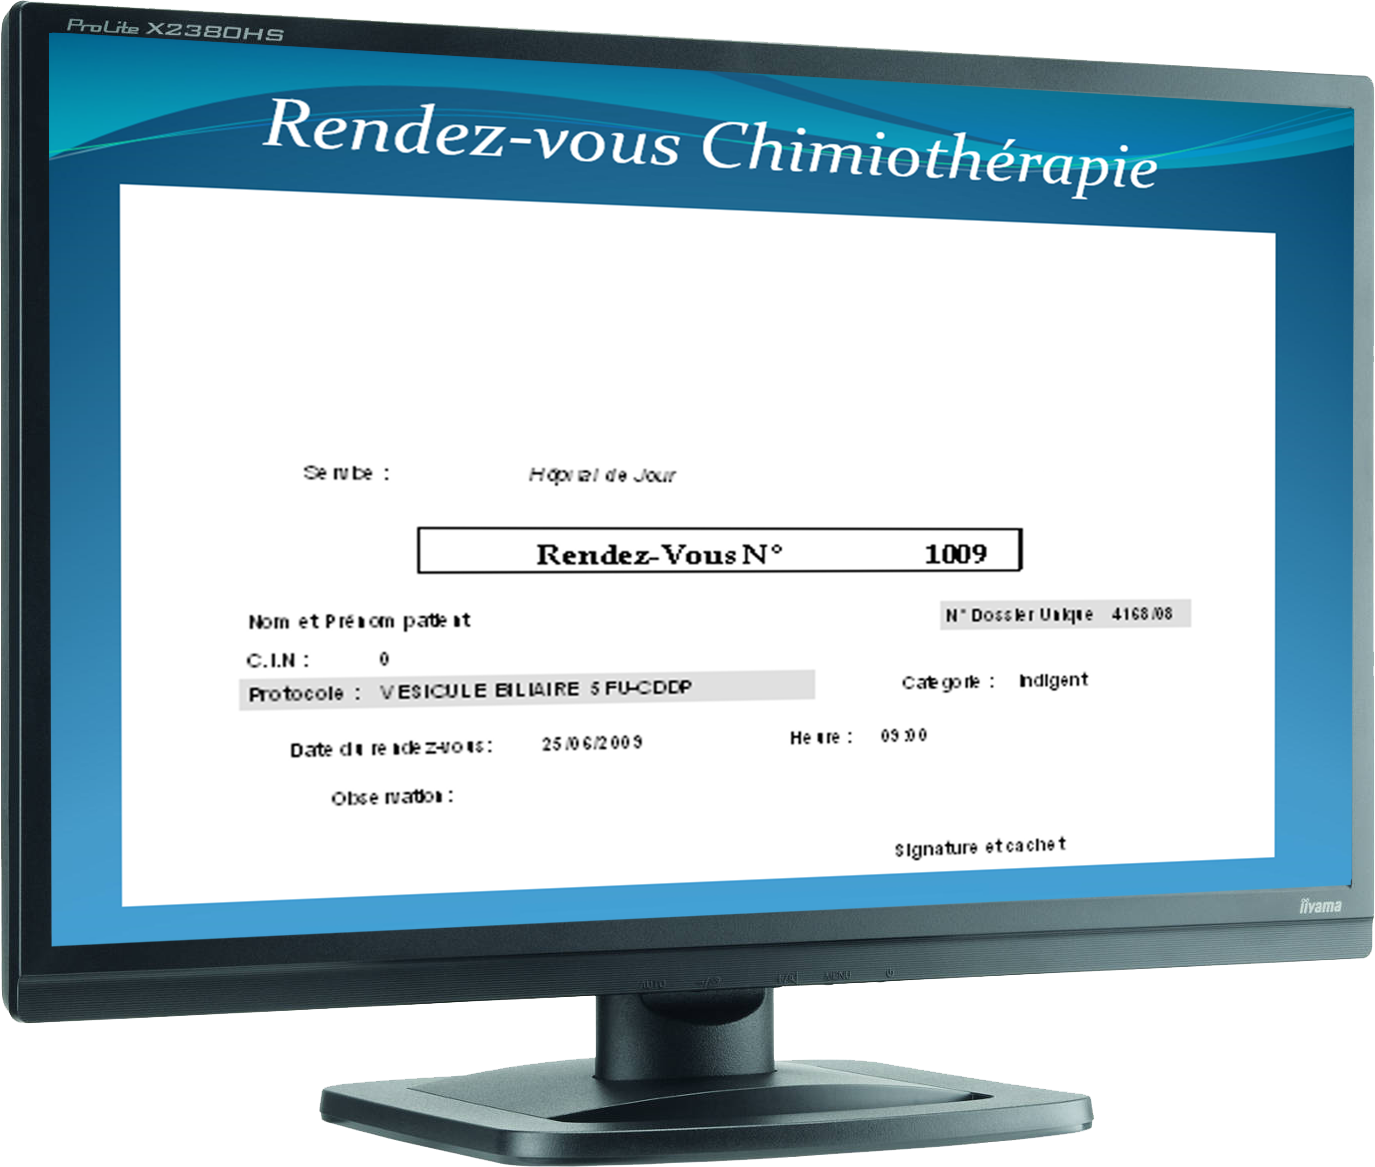 ProLite X2380HS
Rendez-vous Chimiothérapie
Service : Hôpital de Jour
Rendez-Vous N° 1009
Nom et Prénom patient
N° Dossier Unique 4168/08
C.I.N : 0
Protocole : VESICULE BILIAIRE 5 FU-CDDP
Categorie : Indigent
Date du rendez-vous : 25/06/2009 Heure : 09:00
Observation :
Signature et cachet
iiyama
AUTO MENU